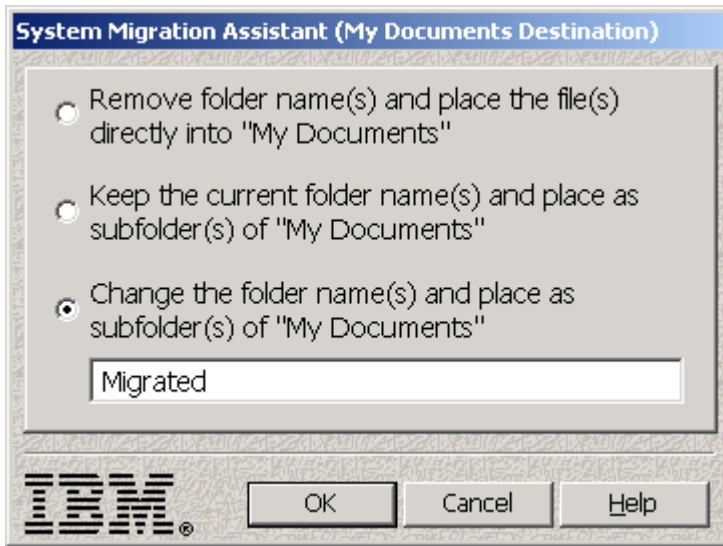 System Migration Assistant (My Documents Destination)
Remove folder name(s) and place the file(s)
directly into "My Documents"
Keep the current folder name(s) and place as
subfolder(s) of "My Documents"
Change the folder name(s) and place as
subfolder(s) of "My Documents"
Migrated
IBM®
OK
Cancel
Help